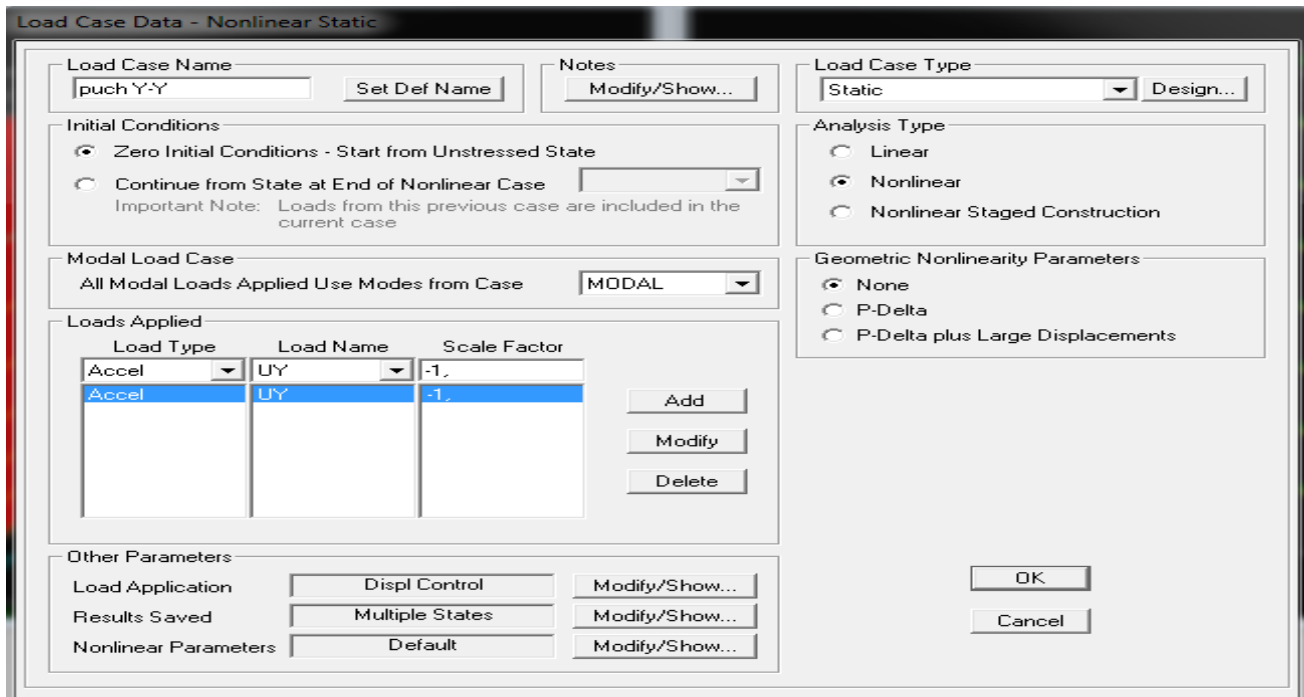 Load Case Data - Nonlinear Static
Load Case Name
puch Y-Y
Set Def Name
Notes
Modify/Show...
Load Case Type
Static
Design...
Initial Conditions
Zero Initial Conditions - Start from Unstressed State
Continue from State at End of Nonlinear Case
Important Note: Loads from this previous case are included in the
current case
Analysis Type
Linear
Nonlinear
Nonlinear Staged Construction
Modal Load Case
All Modal Loads Applied Use Modes from Case
MODAL
Geometric Nonlinearity Parameters
None
P-Delta
P-Delta plus Large Displacements
Loads Applied
Load Type Load Name Scale Factor
Accel UY -1,
Accel UY -1,
Add
Modify
Delete
Other Parameters
Load Application Displ Control Modify/Show...
Results Saved Multiple States Modify/Show...
Nonlinear Parameters Default Modify/Show...
OK
Cancel